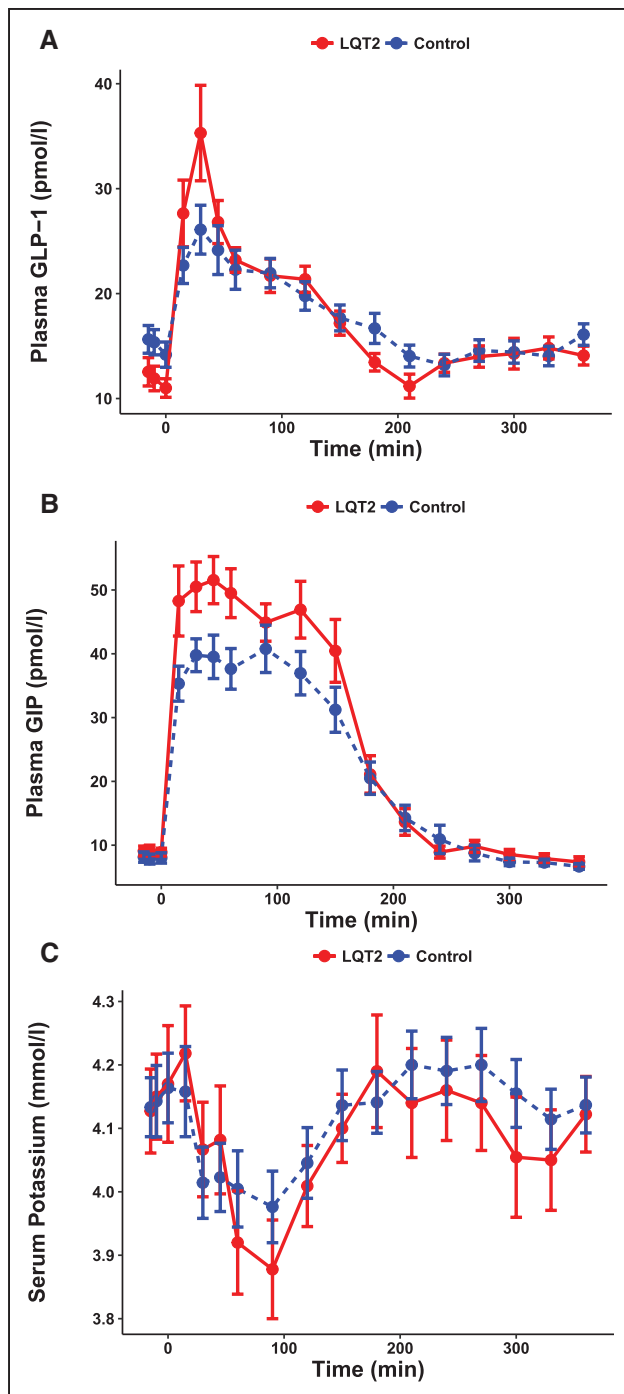 A
LQT2 Control
Plasma GLP−1 (pmol/l)
40
30
20
10
0 100 200 300
Time (min)
B
LQT2 Control
Plasma GIP (pmol/l)
50
40
30
20
10
0 100 200 300
Time (min)
C
LQT2 Control
Serum Potassium (mmol/l)
4.3
4.2
4.1
4.0
3.9
3.8
0 100 200 300
Time (min)